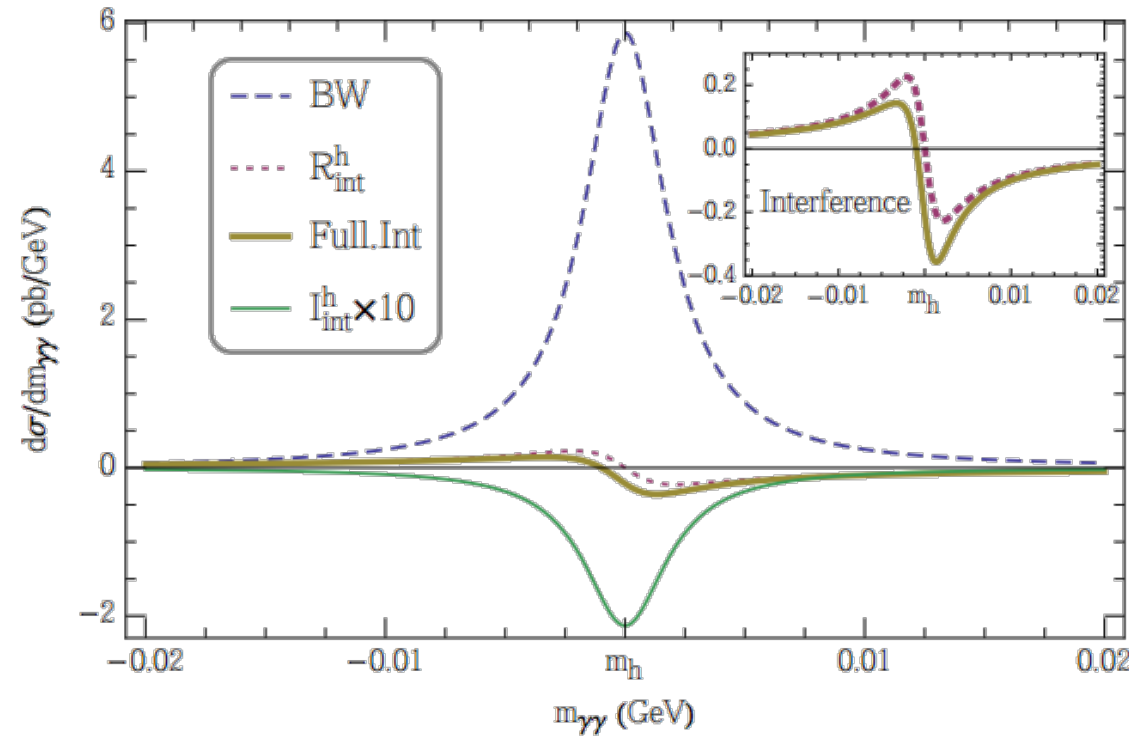 6
4
2
0
−2
dσ/dmγγ (pb/GeV)
BW
R^h_int
Full.Int
I^h_int×10
0.2
0.0
−0.2
−0.4
Interference
−0.02 −0.01 m_h 0.01 0.02
−0.02 −0.01 m_h 0.01 0.02
mγγ (GeV)